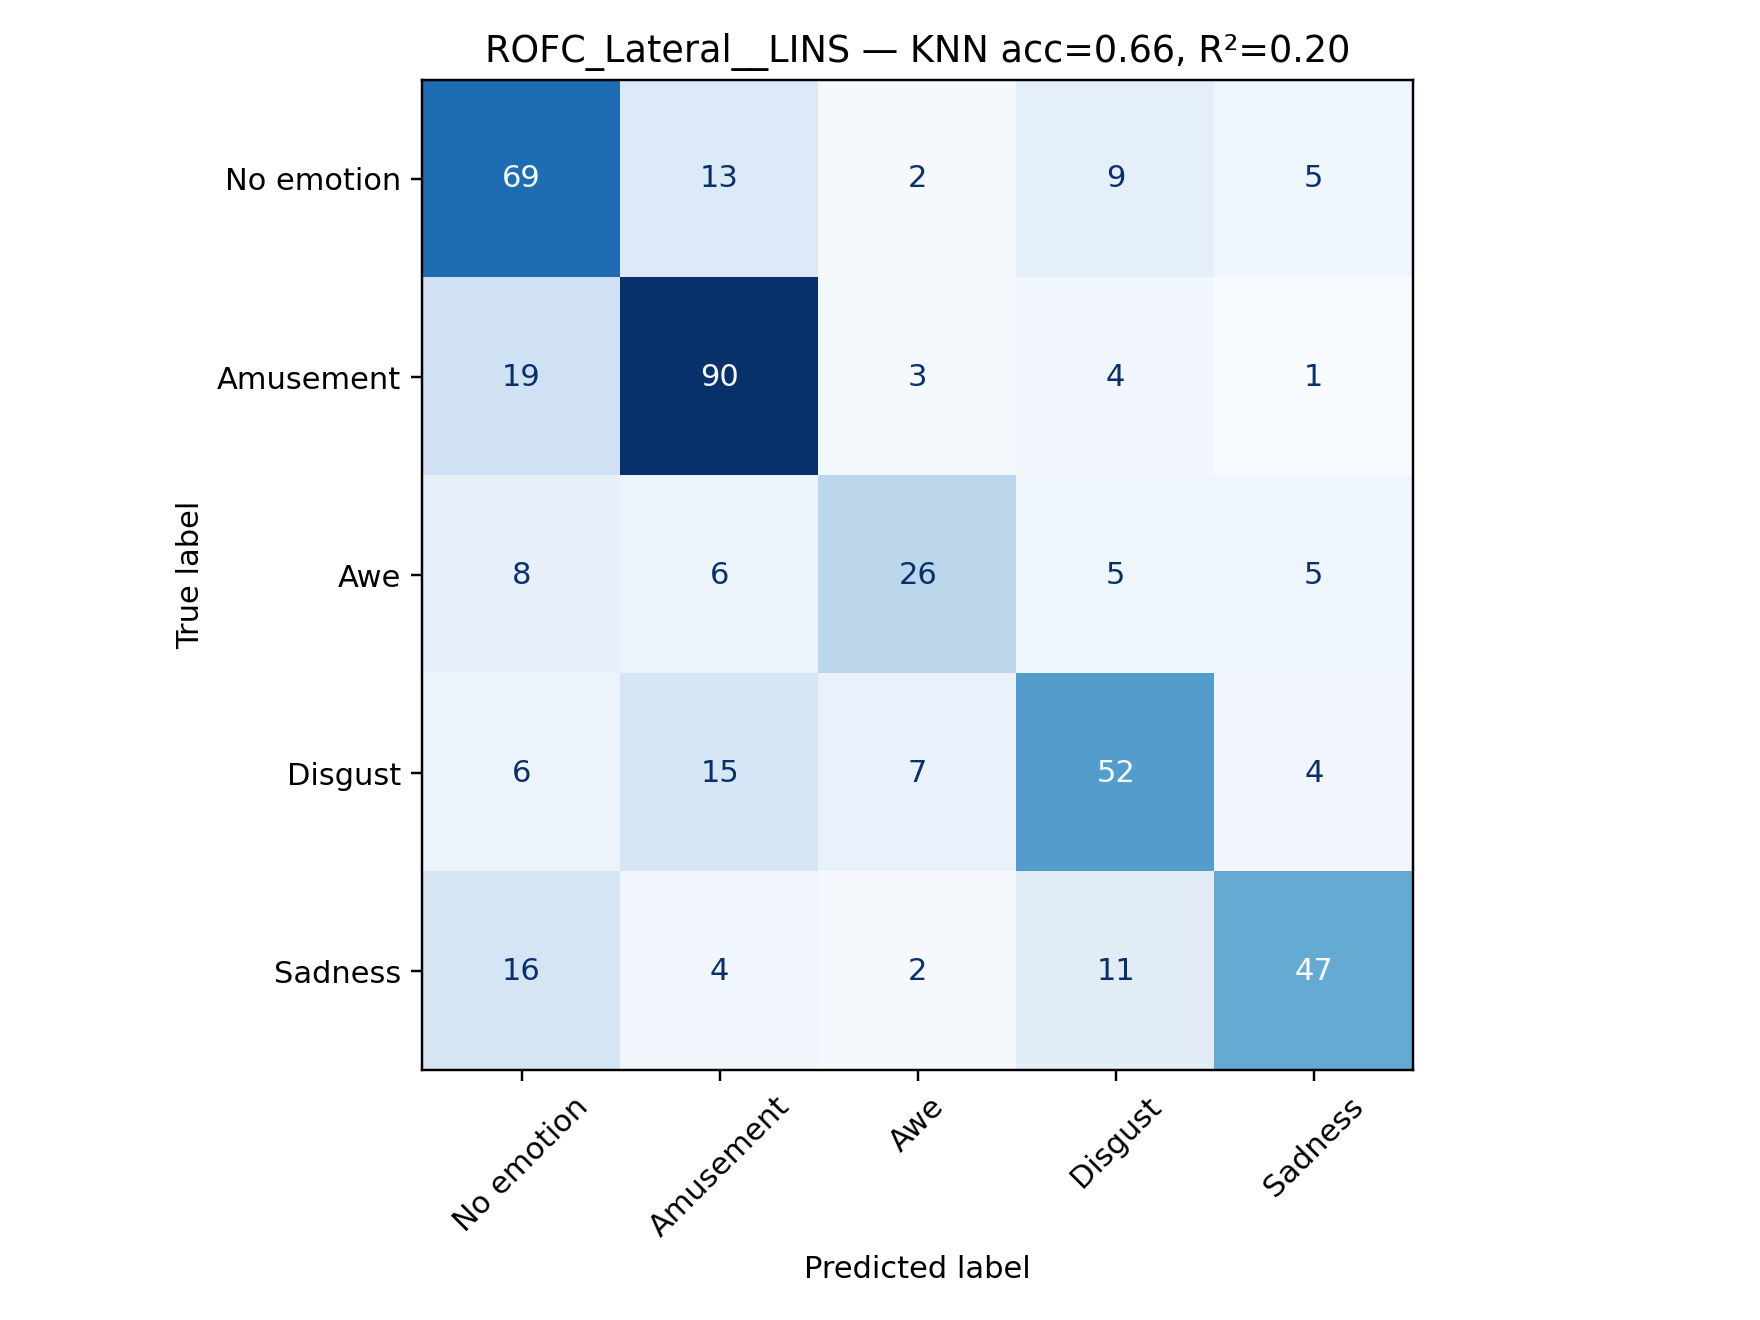 ROFC_Lateral__LINS — KNN acc=0.66, R²=0.20
True label
No emotion 69 13 2 9 5
Amusement 19 90 3 4 1
Awe 8 6 26 5 5
Disgust 6 15 7 52 4
Sadness 16 4 2 11 47
No emotion Amusement Awe Disgust Sadness
Predicted label